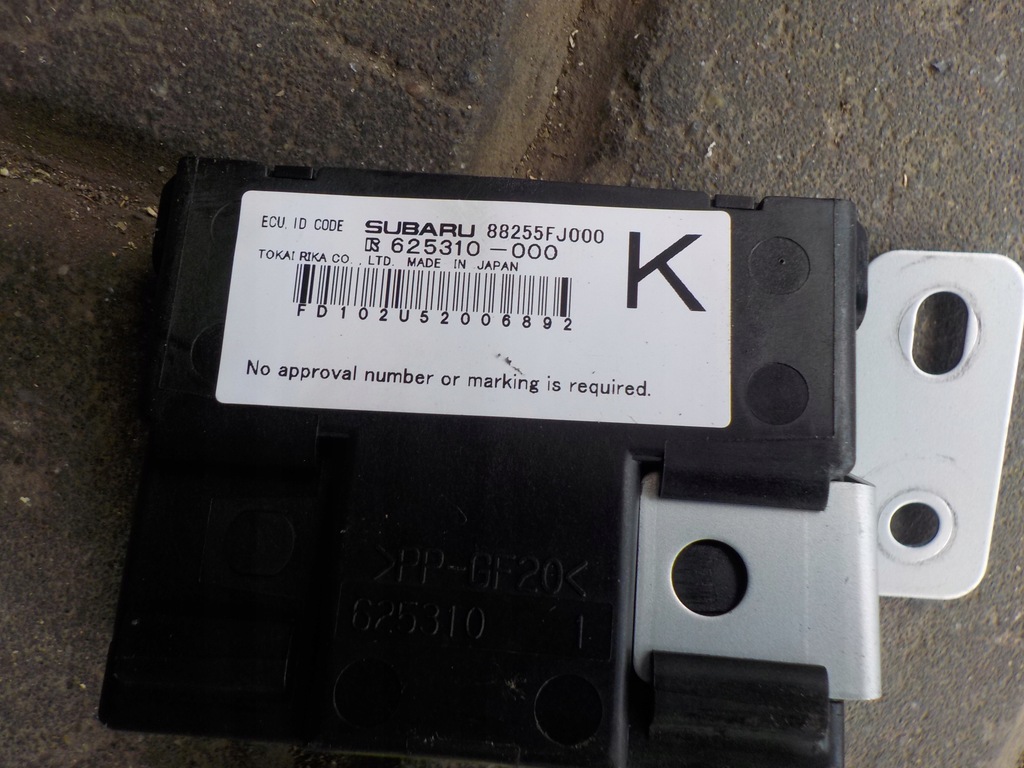 ECU. ID CODE SUBARU 88255FJ000
625310-000
TOKAI RIKA CO., LTD. MADE IN JAPAN
K
FD102U52006892
No approval number or marking is required.
>PP-GF20<
625310 1